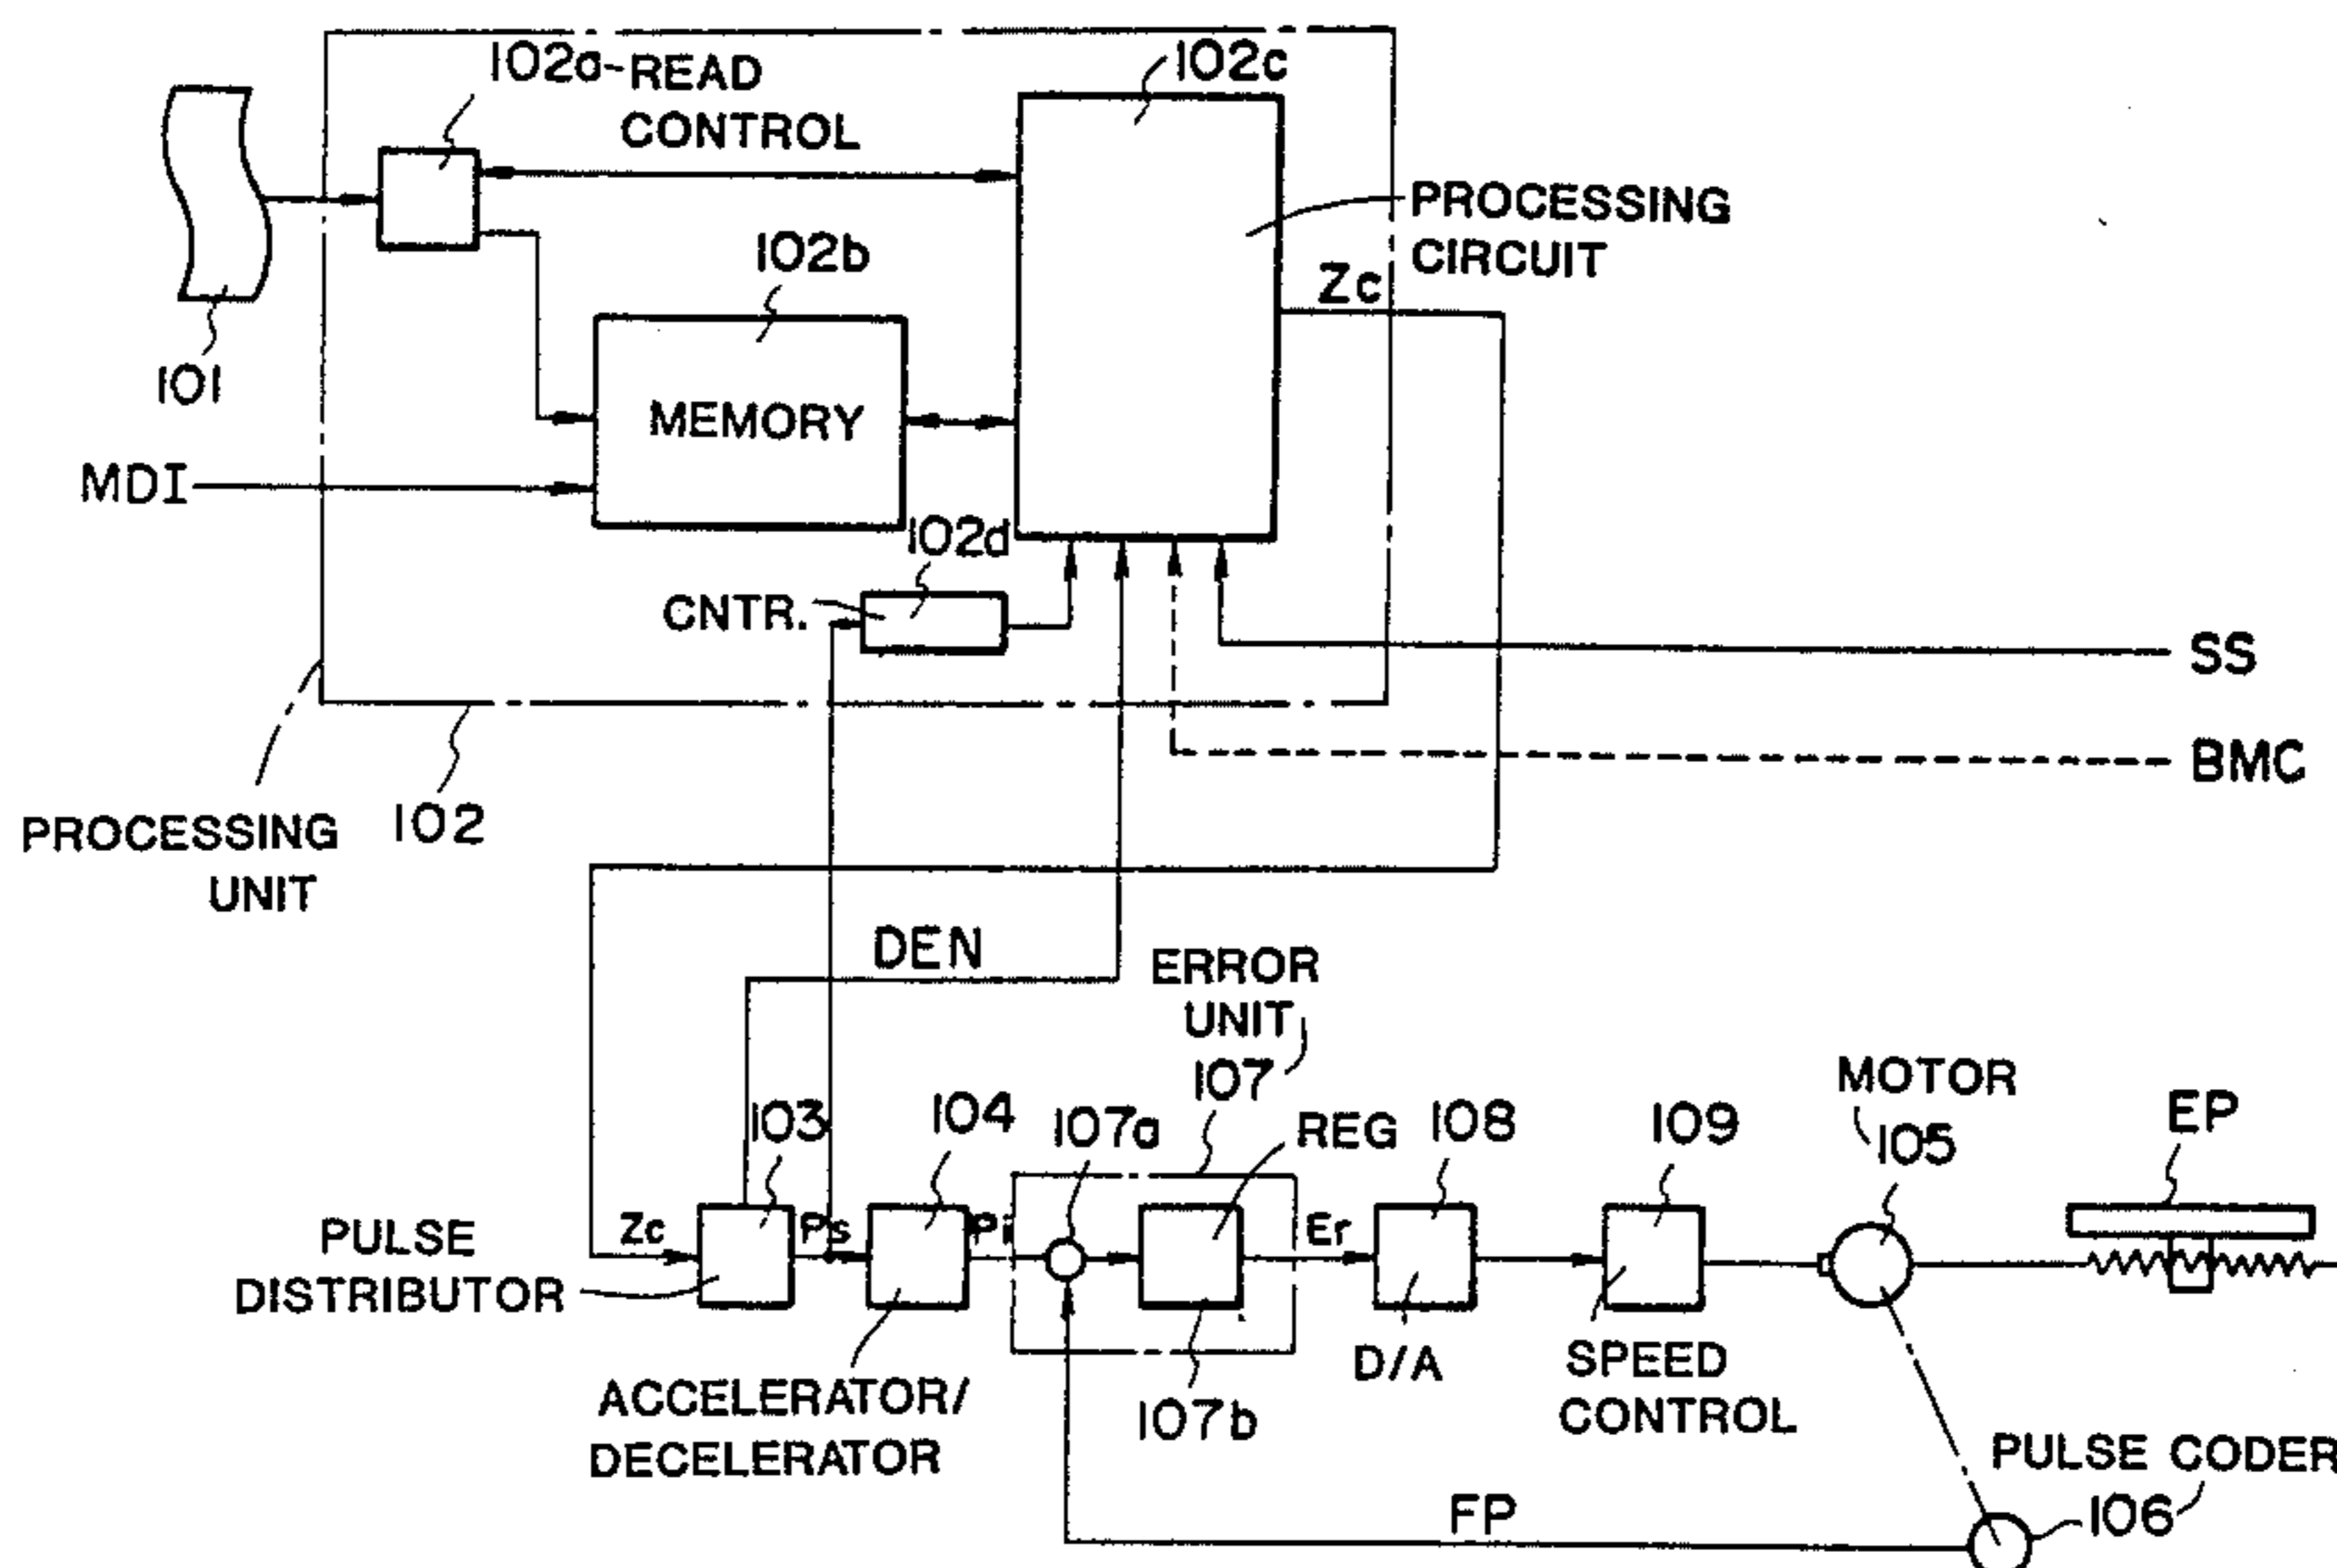 102a
READ
CONTROL
102c
PROCESSING
CIRCUIT
Zc
102b
101
MEMORY
MDI
102d
CNTR.
SS
BMC
PROCESSING
UNIT
102
DEN
ERROR
UNIT
107
MOTOR
105
EP
103
104
107a
REG
108
109
Zc
Ps
Pi
Er
PULSE
DISTRIBUTOR
D/A
SPEED
CONTROL
ACCELERATOR/
DECELERATOR
107b
PULSE CODER
106
FP